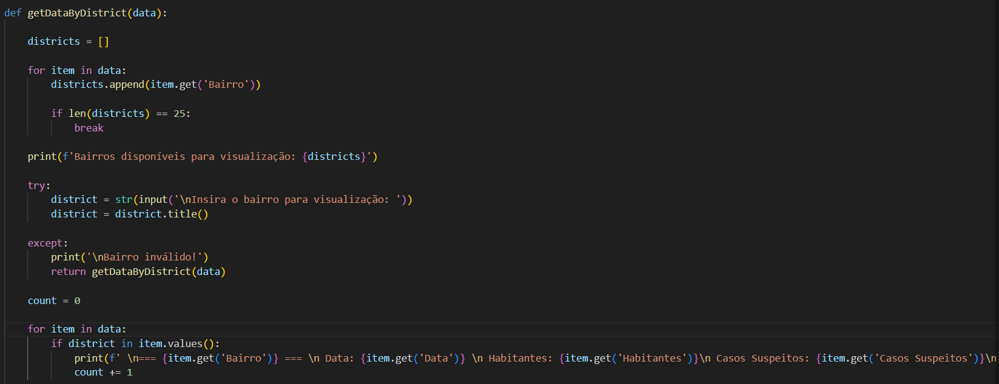 def getDataByDistrict(data):
districts = []
for item in data:
districts.append(item.get('Bairro'))
if len(districts) == 25:
break
print(f'Bairros disponíveis para visualização: {districts}')
try:
district = str(input('\nInsira o bairro para visualização: '))
district = district.title()
except:
print('\nBairro inválido!')
return getDataByDistrict(data)
count = 0
for item in data:
if district in item.values():
print(f' \n=== {item.get('Bairro')} === \n Data: {item.get('Data')} \n Habitantes: {item.get('Habitantes')}\n Casos Suspeitos: {item.get('Casos Suspeitos')}\n
count += 1